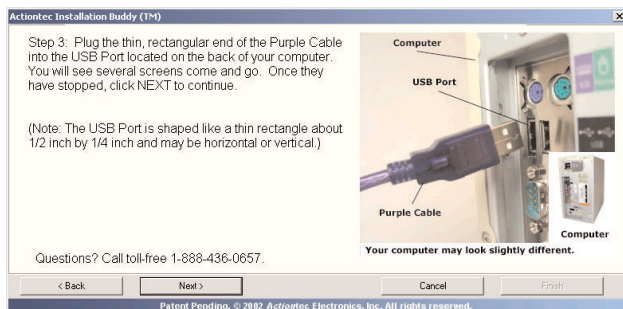 Actiontec Installation Buddy (TM)
Step 3: Plug the thin, rectangular end of the Purple Cable
into the USB Port located on the back of your computer.
You will see several screens come and go. Once they
have stopped, click NEXT to continue.
(Note: The USB Port is shaped like a thin rectangle about
1/2 inch by 1/4 inch and may be horizontal or vertical.)
Questions? Call toll-free 1-888-436-0657.
Computer
USB Port
Purple Cable
Computer
Your computer may look slightly different.
< Back
Next >
Cancel
Finish
Patent Pending. © 2002 Actiontec Electronics, Inc. All rights reserved.